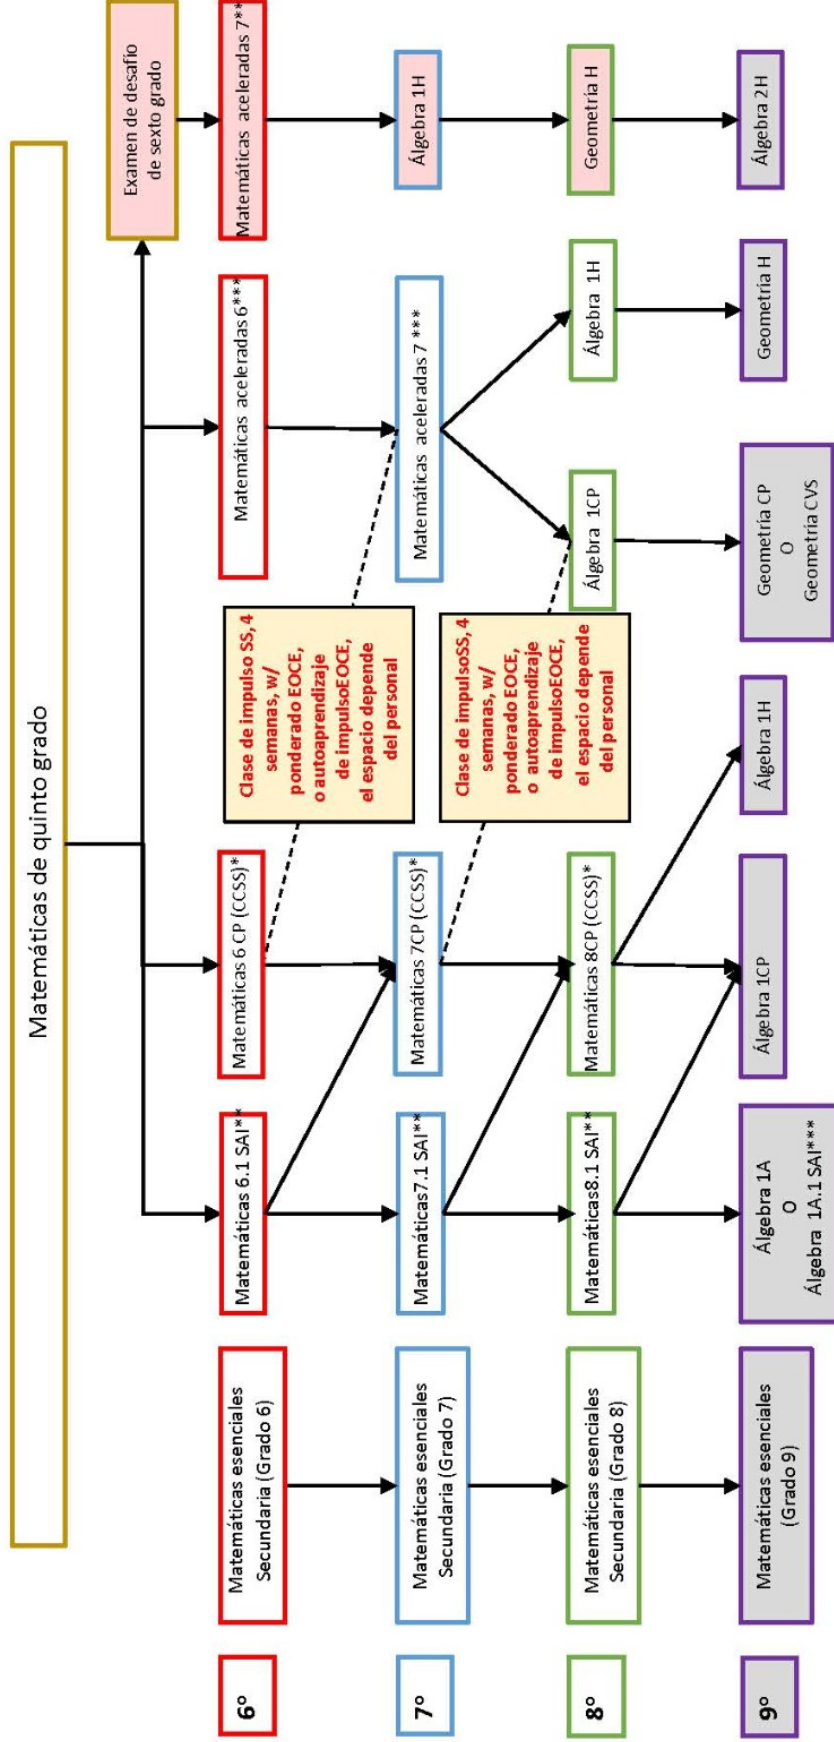 Matemáticas de quinto grado
Examen de desafío
de sexto grado
6°
Matemáticas esenciales
Secundaria (Grado 6)
Matemáticas 6.1 SAI**
Matemáticas 6 CP (CCSS)*
Clase de impulso SS, 4
semanas, w/
ponderado EOCE,
o autoaprendizaje
de impulsoEOCE,
el espacio depende
del personal
Matemáticas aceleradas 6***
Matemáticas aceleradas 7**
7°
Matemáticas esenciales
Secundaria (Grado 7)
Matemáticas7.1 SAI**
Matemáticas 7CP (CCSS)*
Clase de impulsoSS, 4
semanas, w/
ponderado EOCE,
o autoaprendizaje
de impulsoEOCE,
el espacio depende
del personal
Matemáticas aceleradas 7 ***
Álgebra 1H
8°
Matemáticas esenciales
Secundaria (Grado 8)
Matemáticas8.1 SAI**
Matemáticas 8CP (CCSS)*
Álgebra 1CP
Álgebra 1H
Geometría H
9°
Matemáticas esenciales
(Grado 9)
Álgebra 1A
O
Álgebra 1A.1 SAI***
Álgebra 1CP
Álgebra 1H
Geometría CP
O
Geometría CVS
Geometría H
Álgebra 2H